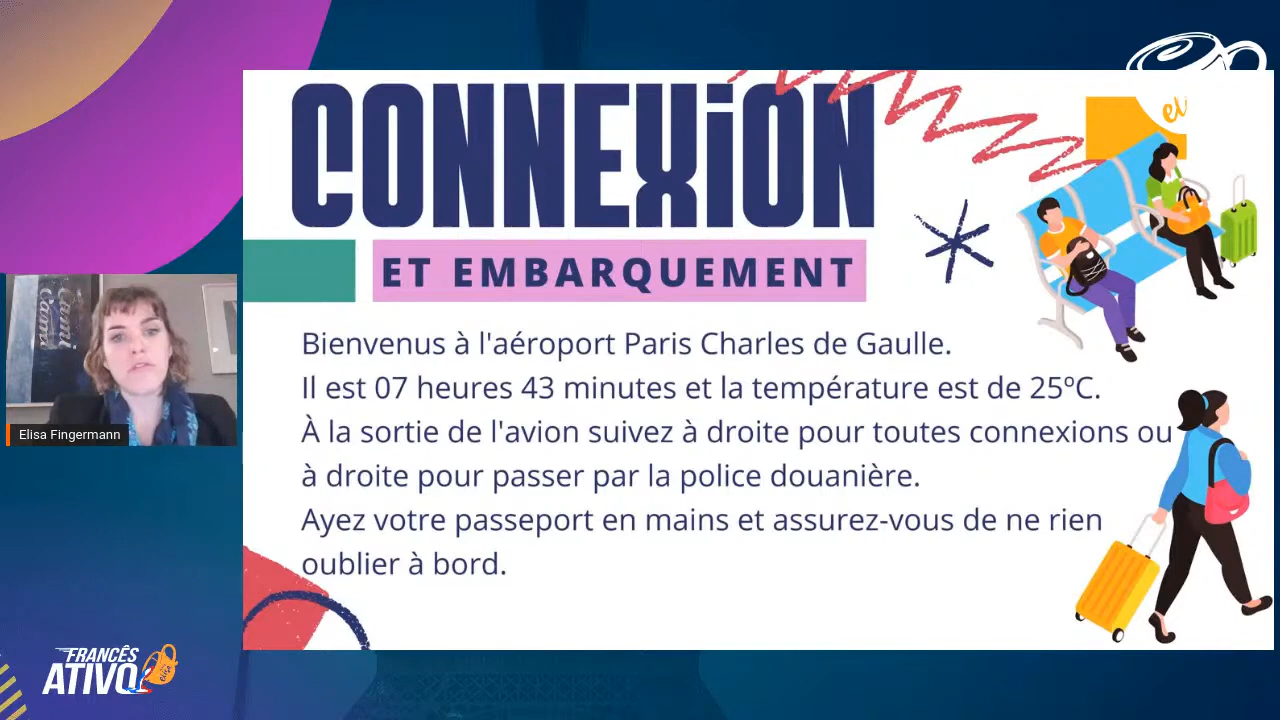 CONNEXiON
ET EMBARQUEMENT
Bienvenus à l'aéroport Paris Charles de Gaulle.
Il est 07 heures 43 minutes et la température est de 25ºC.
À la sortie de l'avion suivez à droite pour toutes connexions ou
à droite pour passer par la police douanière.
Ayez votre passeport en mains et assurez-vous de ne rien
oublier à bord.
Elisa Fingermann
FRANCÊS
ATIVO